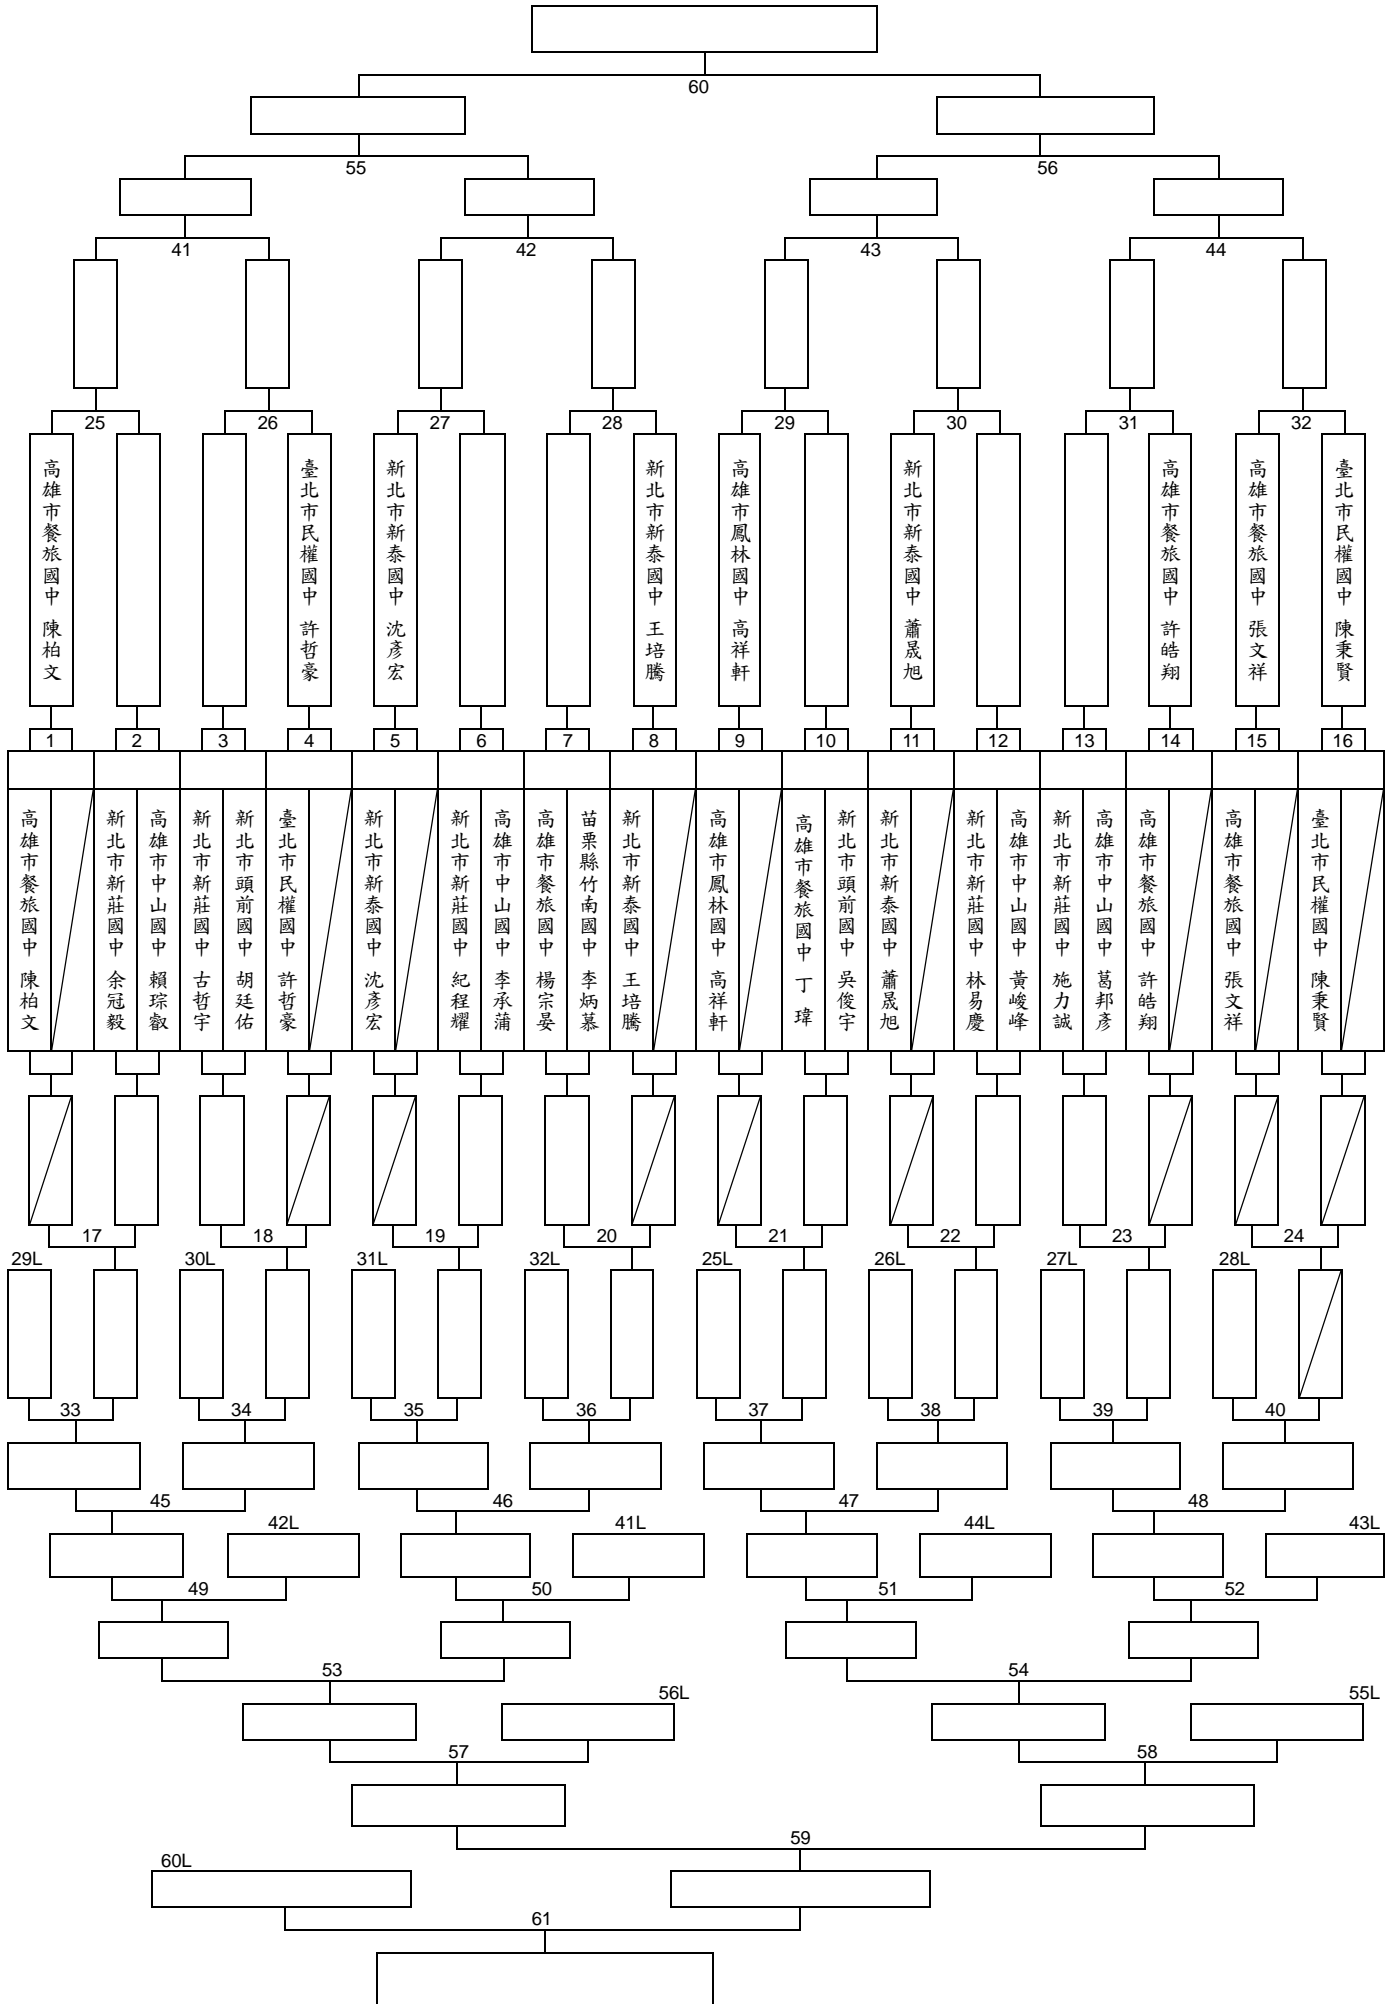 60
55
56
41
42
43
44
25
26
27
28
29
30
31
32
高雄市餐旅國中 陳柏文
臺北市民權國中 許哲豪
新北市新泰國中 沈彥宏
新北市新泰國中 王培騰
高雄市鳳林國中 高祥軒
新北市新泰國中 蕭晟旭
高雄市餐旅國中 許皓翔
高雄市餐旅國中 張文祥
臺北市民權國中 陳秉賢
1
2
3
4
5
6
7
8
9
10
11
12
13
14
15
16
高雄市餐旅國中 陳柏文
新北市新莊國中 余冠毅
高雄市中山國中 賴琮叡
新北市新莊國中 古哲宇
新北市頭前國中 胡廷佑
臺北市民權國中 許哲豪
新北市新泰國中 沈彥宏
新北市新莊國中 紀程耀
高雄市中山國中 李承蒲
高雄市餐旅國中 楊宗晏
苗栗縣竹南國中 李炳慕
新北市新泰國中 王培騰
高雄市鳳林國中 高祥軒
高雄市餐旅國中 丁瑋
新北市頭前國中 吳俊宇
新北市新泰國中 蕭晟旭
新北市新莊國中 林易慶
高雄市中山國中 黃峻峰
新北市新莊國中 施力誠
高雄市中山國中 葛邦彥
高雄市餐旅國中 許皓翔
高雄市餐旅國中 張文祥
臺北市民權國中 陳秉賢
17
18
19
20
21
22
23
24
29L
30L
31L
32L
25L
26L
27L
28L
33
34
35
36
37
38
39
40
45
46
47
48
42L
41L
44L
43L
49
50
51
52
53
54
56L
55L
57
58
59
60L
61